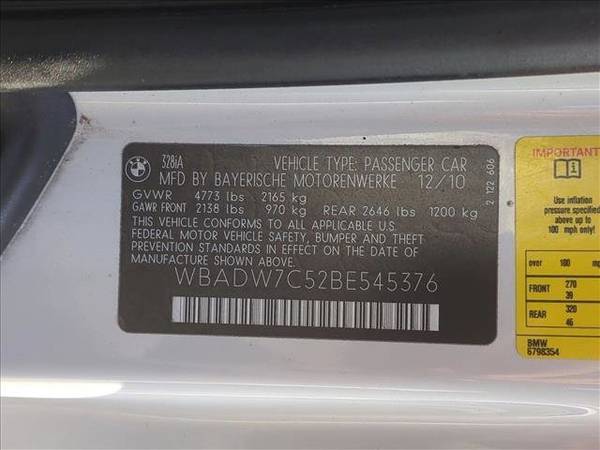 BMW
328iA
VEHICLE TYPE: PASSENGER CAR
MFD BY BAYERISCHE MOTORENWERKE 12/10
GVWR 4773 lbs 2165 kg
GAWR FRONT 2138 lbs 970 kg REAR 2646 lbs 1200 kg
THIS VEHICLE CONFORMS TO ALL APPLICABLE U.S.
FEDERAL MOTOR VEHICLE SAFETY, BUMPER AND THEFT
PREVENTION STANDARDS IN EFFECT ON THE DATE
OF MANUFACTURE SHOWN ABOVE.
WBADW7C52BE545376
2 122 606
IMPORTANT
Use inflation
pressure specified
for up to
100 mph only!
over 100 mp
FRONT 270
39
REAR 320
46
BMW
6798354